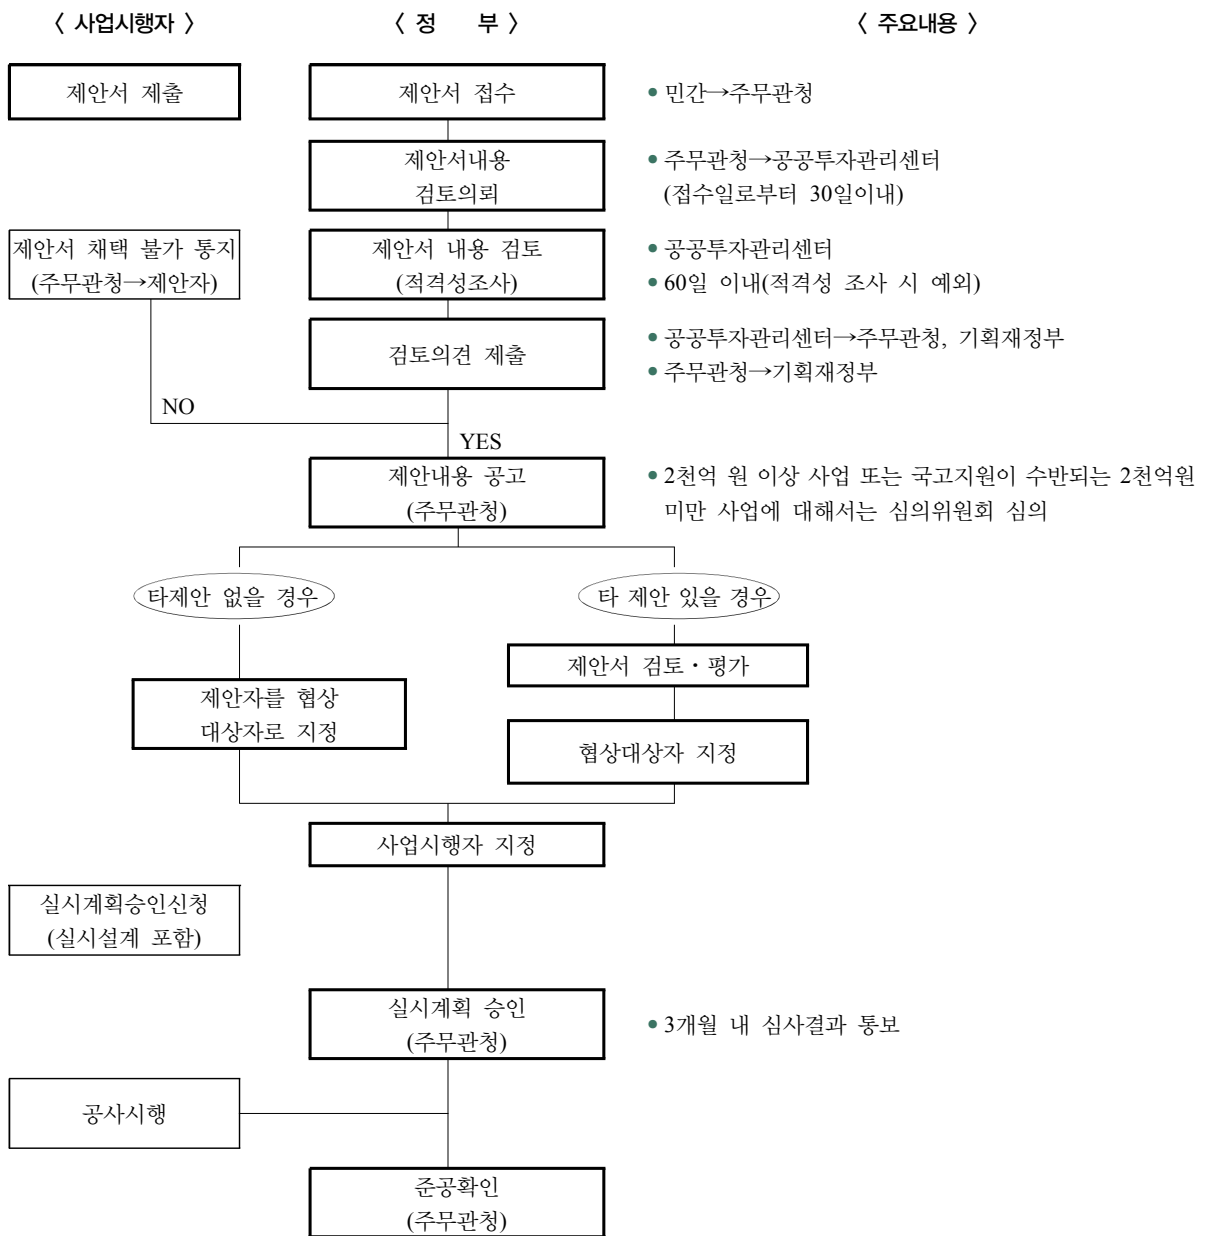 〈 사업시행자 〉
〈 정 부 〉
〈 주요내용 〉
제안서 제출
제안서 접수
• 민간→주무관청
제안서내용
검토의뢰
• 주무관청→공공투자관리센터
(접수일로부터 30일이내)
제안서 채택 불가 통지
(주무관청→제안자)
제안서 내용 검토
(적격성조사)
• 공공투자관리센터
• 60일 이내(적격성 조사 시 예외)
검토의견 제출
• 공공투자관리센터→주무관청, 기획재정부
• 주무관청→기획재정부
NO
YES
제안내용 공고
(주무관청)
• 2천억 원 이상 사업 또는 국고지원이 수반되는 2천억원
미만 사업에 대해서는 심의위원회 심의
타제안 없을 경우
타 제안 있을 경우
제안서 검토・평가
제안자를 협상
대상자로 지정
협상대상자 지정
사업시행자 지정
실시계획승인신청
(실시설계 포함)
실시계획 승인
(주무관청)
• 3개월 내 심사결과 통보
공사시행
준공확인
(주무관청)